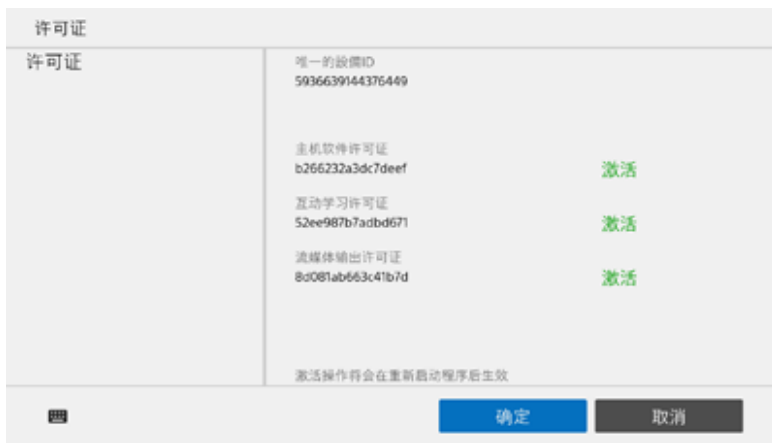 许可证
许可证
唯一的設備ID
5936639144376449
主机软件许可证
b266232a3dc7deef
激活
互动学习许可证
52ee987b7adbd671
激活
流媒体输出许可证
8d081ab663c41b7d
激活
激活操作将会在重新启动程序后生效
确定
取消